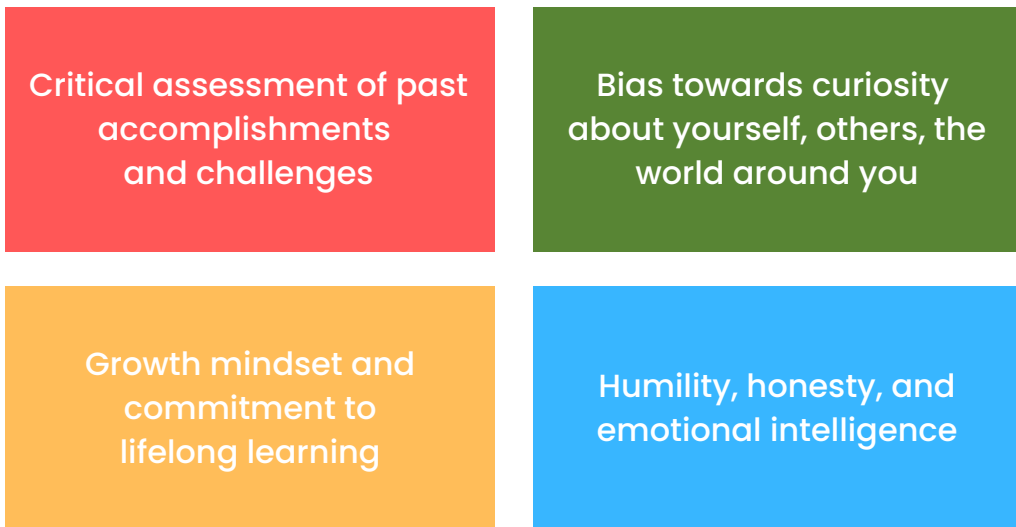 Critical assessment of past
accomplishments
and challenges
Bias towards curiosity
about yourself, others, the
world around you
Growth mindset and
commitment to
lifelong learning
Humility, honesty, and
emotional intelligence